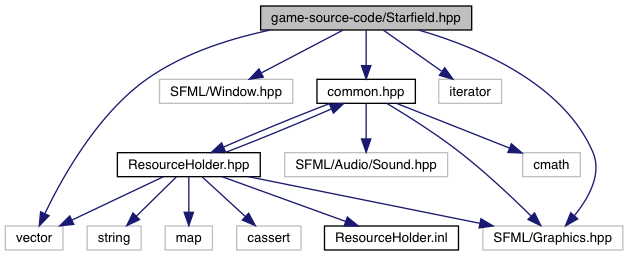 game-source-code/Starfield.hpp
SFML/Window.hpp
common.hpp
iterator
ResourceHolder.hpp
SFML/Audio/Sound.hpp
cmath
vector
string
map
cassert
ResourceHolder.inl
SFML/Graphics.hpp